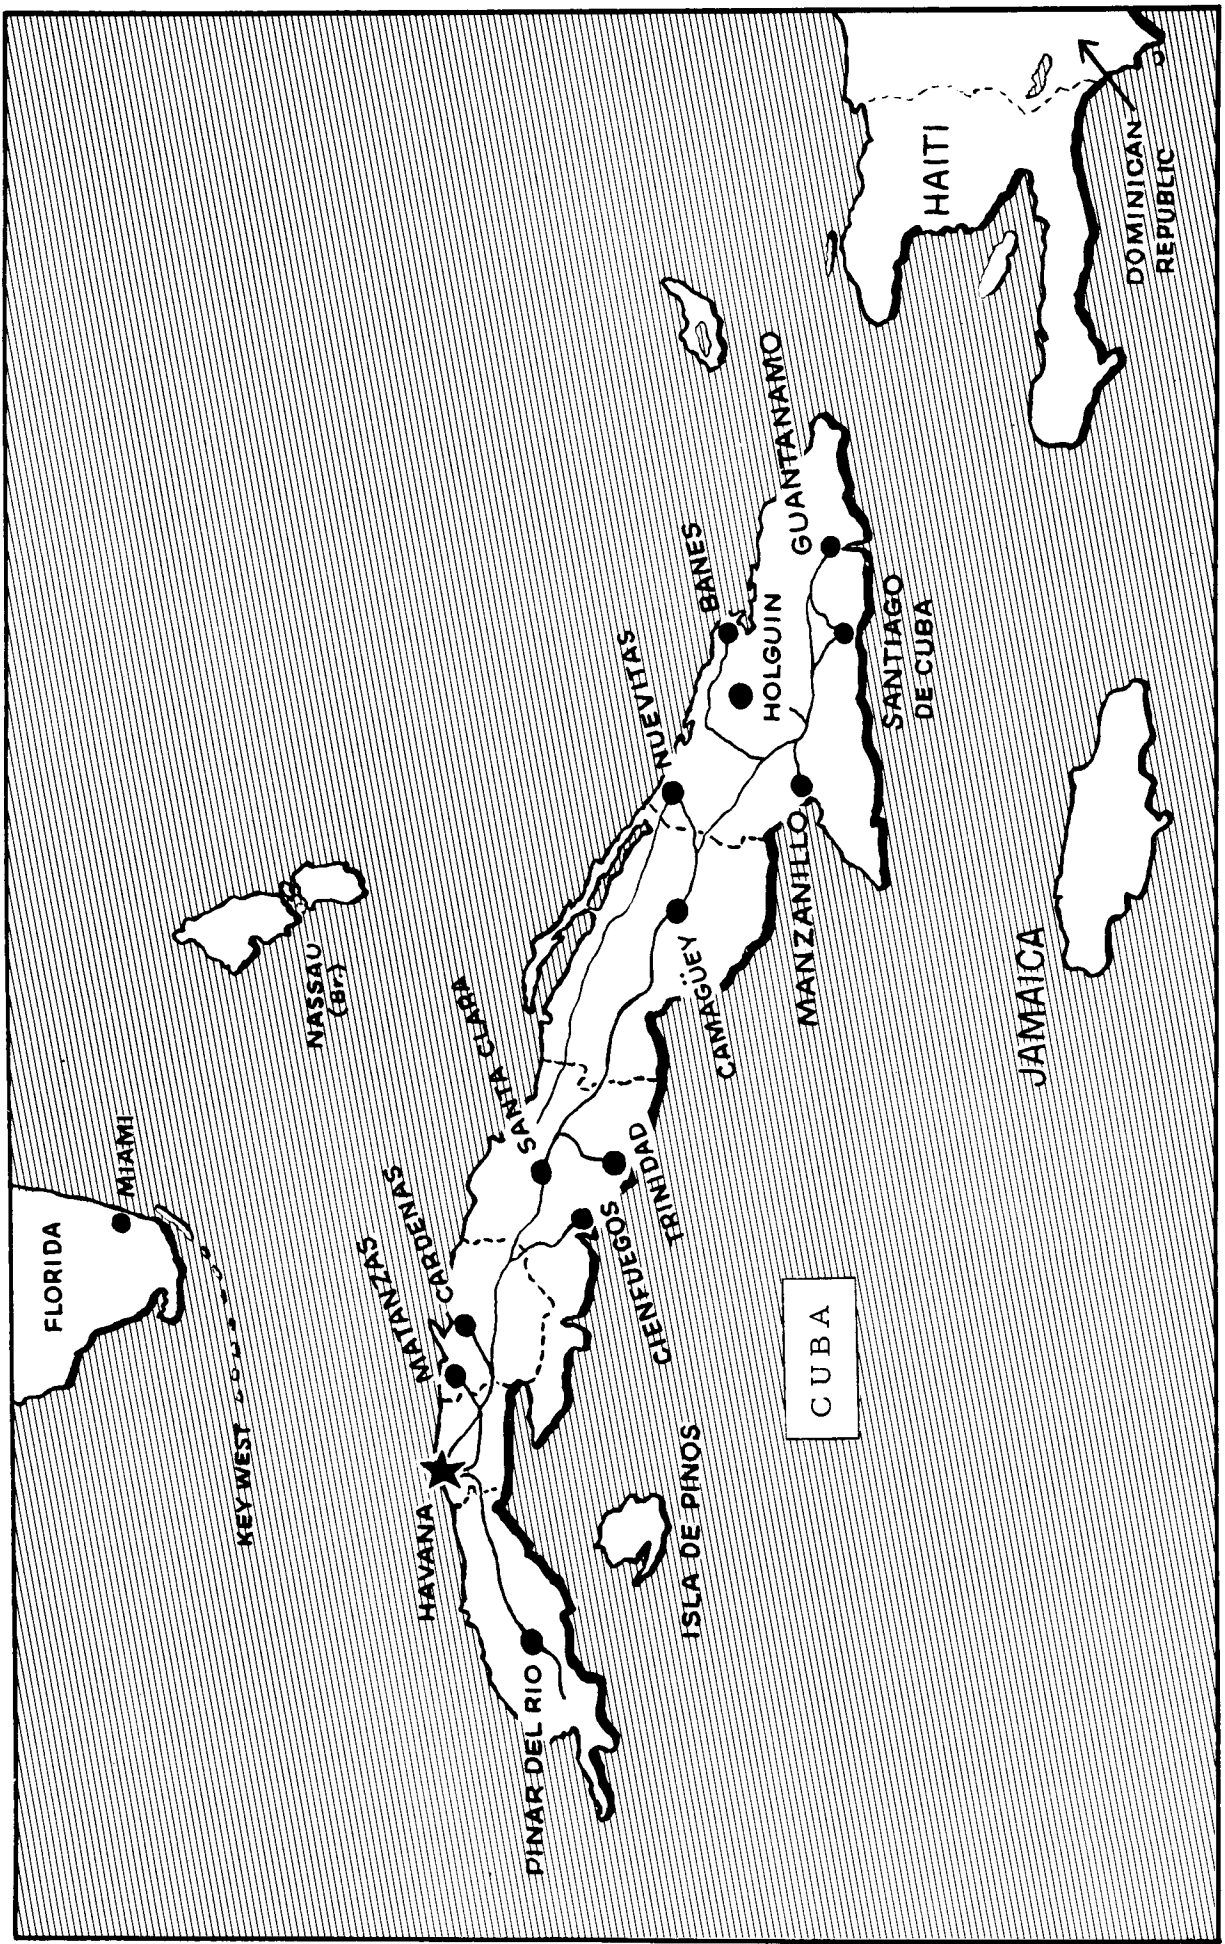 FLORIDA
MIAMI
KEY WEST
NASSAU
(Br.)
HAVANA
MATANZAS
CARDENAS
SANTA CLARA
PINAR DEL RIO
ISLA DE PINOS
CIENFUEGOS
TRINIDAD
CAMAGÜEY
NUEVITAS
BANES
HOLGUIN
MANZANILLO
GUANTANAMO
SANTIAGO
DE CUBA
CUBA
JAMAICA
HAITI
DOMINICAN
REPUBLIC